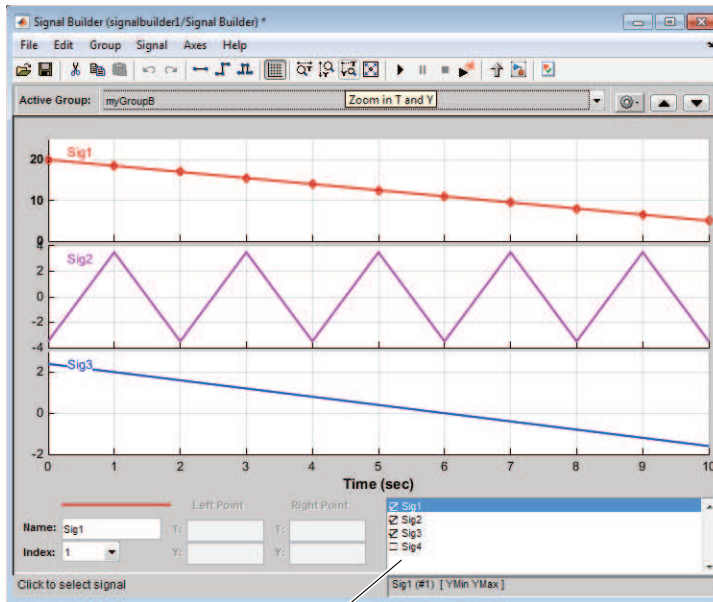 Signal Builder (signalbuilder1/Signal Builder) *
File Edit Group Signal Axes Help
Active Group: myGroupB
Zoom in T and Y
Sig1
20
10
0
Sig2
4
2
0
-2
-4
Sig3
2
0
-2
0 1 2 3 4 5 6 7 8 9 10
Time (sec)
Left Point Right Point
Name: Sig1 T: T:
Index: 1 Y: Y:
Sig1
Sig2
Sig3
Sig4
Click to select signal
Sig1 (#1) [ YMin YMax ]